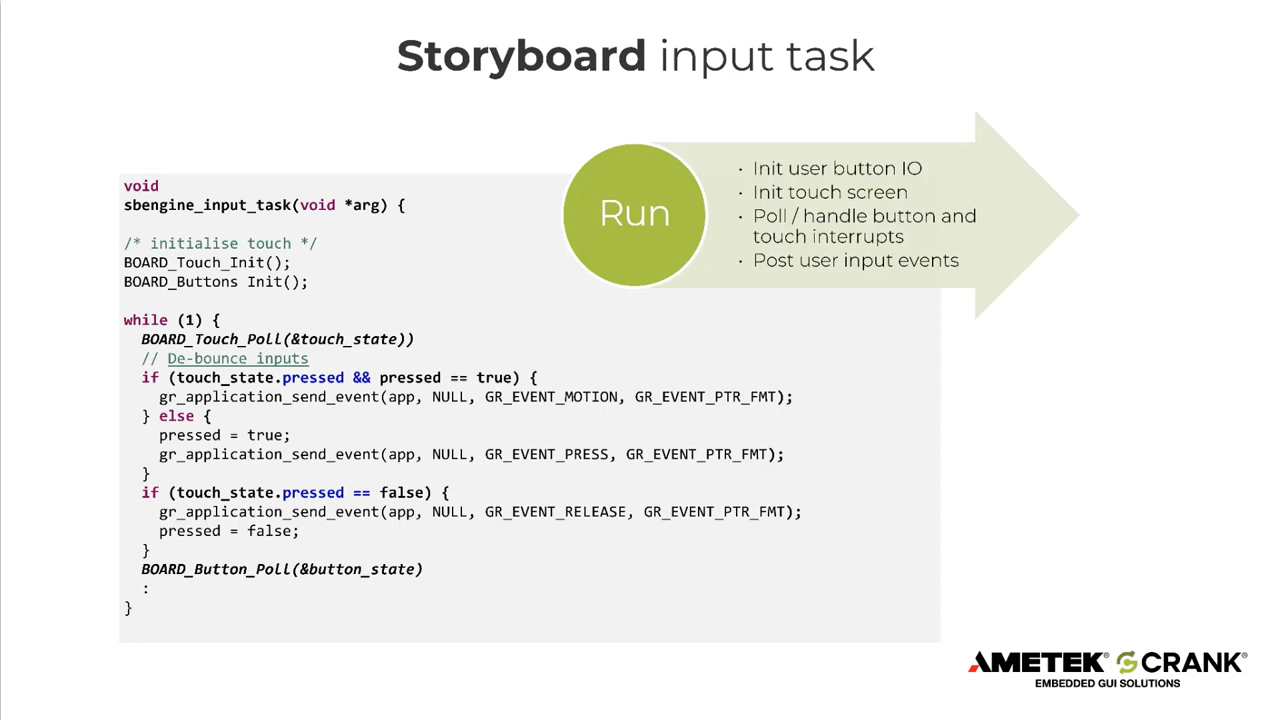 Storyboard input task
Run
· Init user button IO
· Init touch screen
· Poll / handle button and
touch interrupts
· Post user input events
void
sbengine_input_task(void *arg) {
/* initialise touch */
BOARD_Touch_Init();
BOARD_Buttons Init();
while (1) {
BOARD_Touch_Poll(&touch_state))
// De-bounce inputs
if (touch_state.pressed && pressed == true) {
gr_application_send_event(app, NULL, GR_EVENT_MOTION, GR_EVENT_PTR_FMT);
} else {
pressed = true;
gr_application_send_event(app, NULL, GR_EVENT_PRESS, GR_EVENT_PTR_FMT);
}
if (touch_state.pressed == false) {
gr_application_send_event(app, NULL, GR_EVENT_RELEASE, GR_EVENT_PTR_FMT);
pressed = false;
}
BOARD_Button_Poll(&button_state)
:
}
AMETEK® CRANK®
EMBEDDED GUI SOLUTIONS